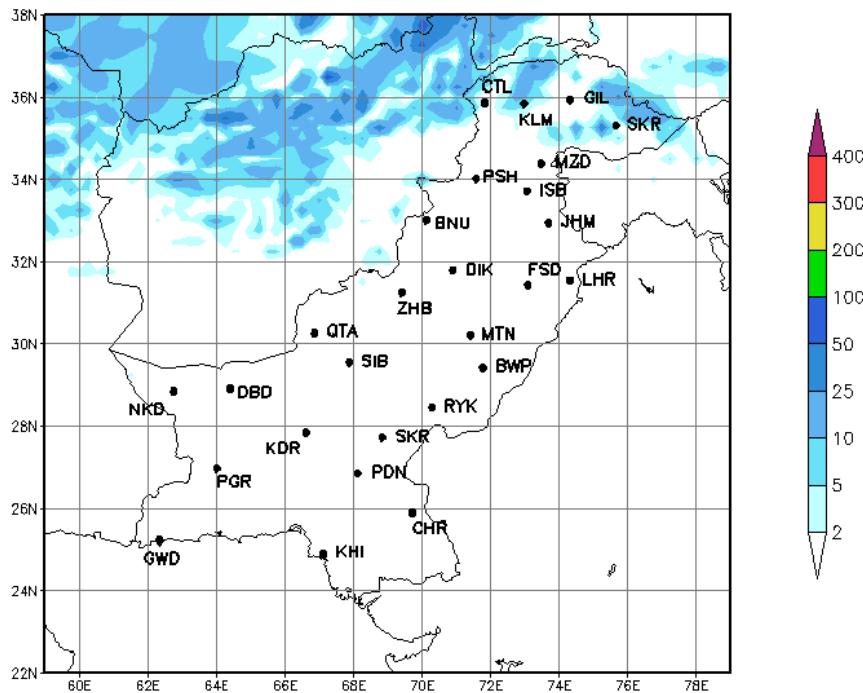 38N
36N
34N
32N
30N
28N
26N
24N
22N
60E 62E 64E 66E 68E 70E 72E 74E 76E 78E
CTL
GIL
KLM
SKR
MZD
PSH
ISB
BNU
JHM
DIK
FSD
LHR
ZHB
QTA
MTN
SIB
BWP
DBD
NKD
RYK
KDR
SKR
PGR
PDN
CHR
GWD
KHI
400
300
200
100
50
25
10
5
2